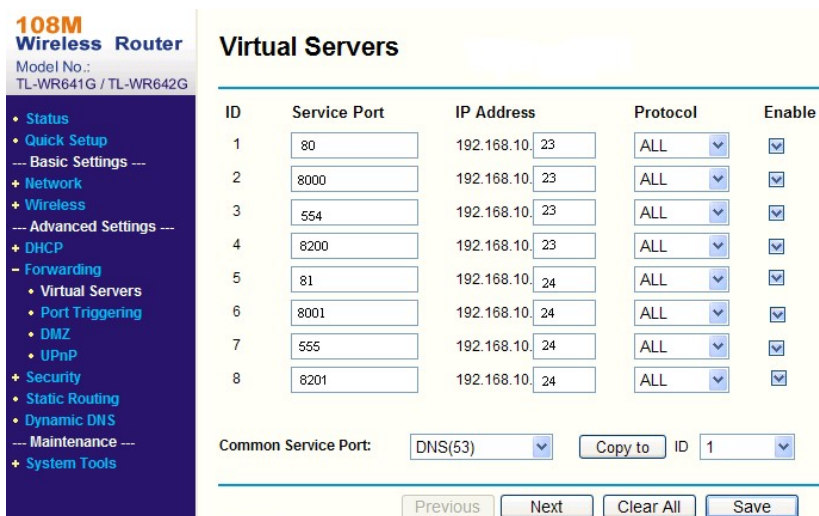 108M
Wireless Router
Model No.:
TL-WR641G / TL-WR642G
• Status
• Quick Setup
--- Basic Settings ---
+ Network
+ Wireless
--- Advanced Settings ---
+ DHCP
− Forwarding
• Virtual Servers
• Port Triggering
• DMZ
• UPnP
+ Security
• Static Routing
• Dynamic DNS
--- Maintenance ---
+ System Tools
Virtual Servers
ID Service Port IP Address Protocol Enable
1 80 192.168.10. 23 ALL
2 8000 192.168.10. 23 ALL
3 554 192.168.10. 23 ALL
4 8200 192.168.10. 23 ALL
5 81 192.168.10. 24 ALL
6 8001 192.168.10. 24 ALL
7 555 192.168.10. 24 ALL
8 8201 192.168.10. 24 ALL
Common Service Port: DNS(53) Copy to ID 1
Previous Next Clear All Save